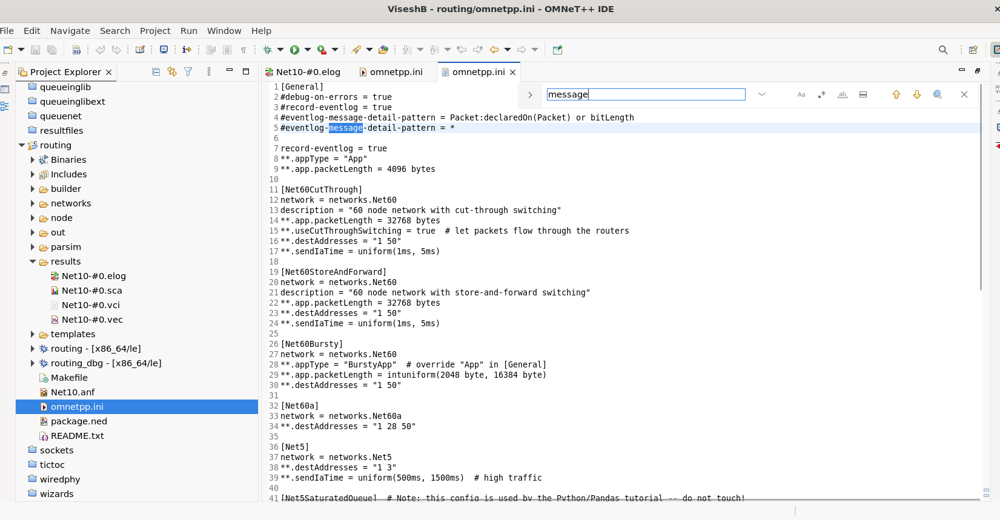 ViseshB - routing/omnetpp.ini - OMNeT++ IDE
File Edit Navigate Search Project Run Window Help
Project Explorer
queueinglib
queueinglibext
queuenet
resultfiles
routing
Binaries
Includes
builder
networks
node
out
parsim
results
Net10-#0.elog
Net10-#0.sca
Net10-#0.vci
Net10-#0.vec
templates
routing - [x86_64/le]
routing_dbg - [x86_64/le]
Makefile
Net10.anf
omnetpp.ini
package.ned
README.txt
sockets
tictoc
wiredphy
wizards
Net10-#0.elog omnetpp.ini omnetpp.ini
message
Aa .* ab
1 [General]
2 #debug-on-errors = true
3 #record-eventlog = true
4 #eventlog-message-detail-pattern = Packet:declaredOn(Packet) or bitLength
5 #eventlog-message-detail-pattern = *
6
7 record-eventlog = true
8 **.appType = "App"
9 **.app.packetLength = 4096 bytes
10
11 [Net60CutThrough]
12 network = networks.Net60
13 description = "60 node network with cut-through switching"
14 **.app.packetLength = 32768 bytes
15 **.useCutThroughSwitching = true  # let packets flow through the routers
16 **.destAddresses = "1 50"
17 **.sendIaTime = uniform(1ms, 5ms)
18
19 [Net60StoreAndForward]
20 network = networks.Net60
21 description = "60 node network with store-and-forward switching"
22 **.app.packetLength = 32768 bytes
23 **.destAddresses = "1 50"
24 **.sendIaTime = uniform(1ms, 5ms)
25
26 [Net60Bursty]
27 network = networks.Net60
28 **.appType = "BurstyApp"  # override "App" in [General]
29 **.app.packetLength = intuniform(2048 byte, 16384 byte)
30 **.destAddresses = "1 50"
31
32 [Net60a]
33 network = networks.Net60a
34 **.destAddresses = "1 28 50"
35
36 [Net5]
37 network = networks.Net5
38 **.destAddresses = "1 3"
39 **.sendIaTime = uniform(500ms, 1500ms)  # high traffic
40
41 [Net5SaturatedQueue]  # Note: this config is used by the Python/Pandas tutorial -- do not touch!